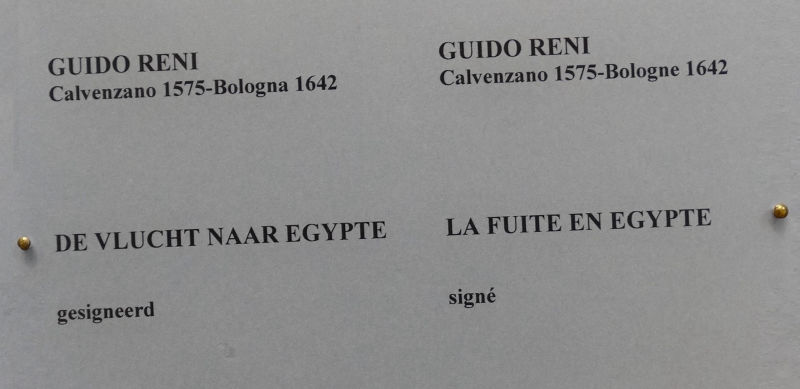 GUIDO RENI
Calvenzano 1575-Bologna 1642
DE VLUCHT NAAR EGYPTE
gesigneerd
GUIDO RENI
Calvenzano 1575-Bologne 1642
LA FUITE EN EGYPTE
signé